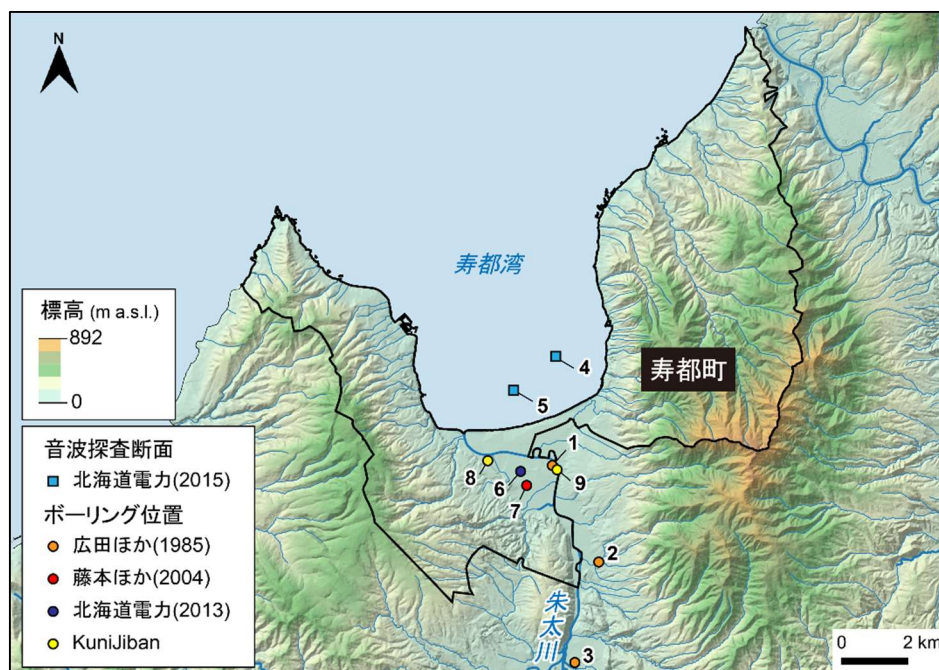 N
寿都湾
標高 (m a.s.l.)
892
0
寿都町
音波探査断面
北海道電力(2015)
ボーリング位置
広田ほか(1985)
藤本ほか(2004)
北海道電力(2013)
KuniJiban
4
5
1
8
6
9
7
2
朱太川
3
0 2 km